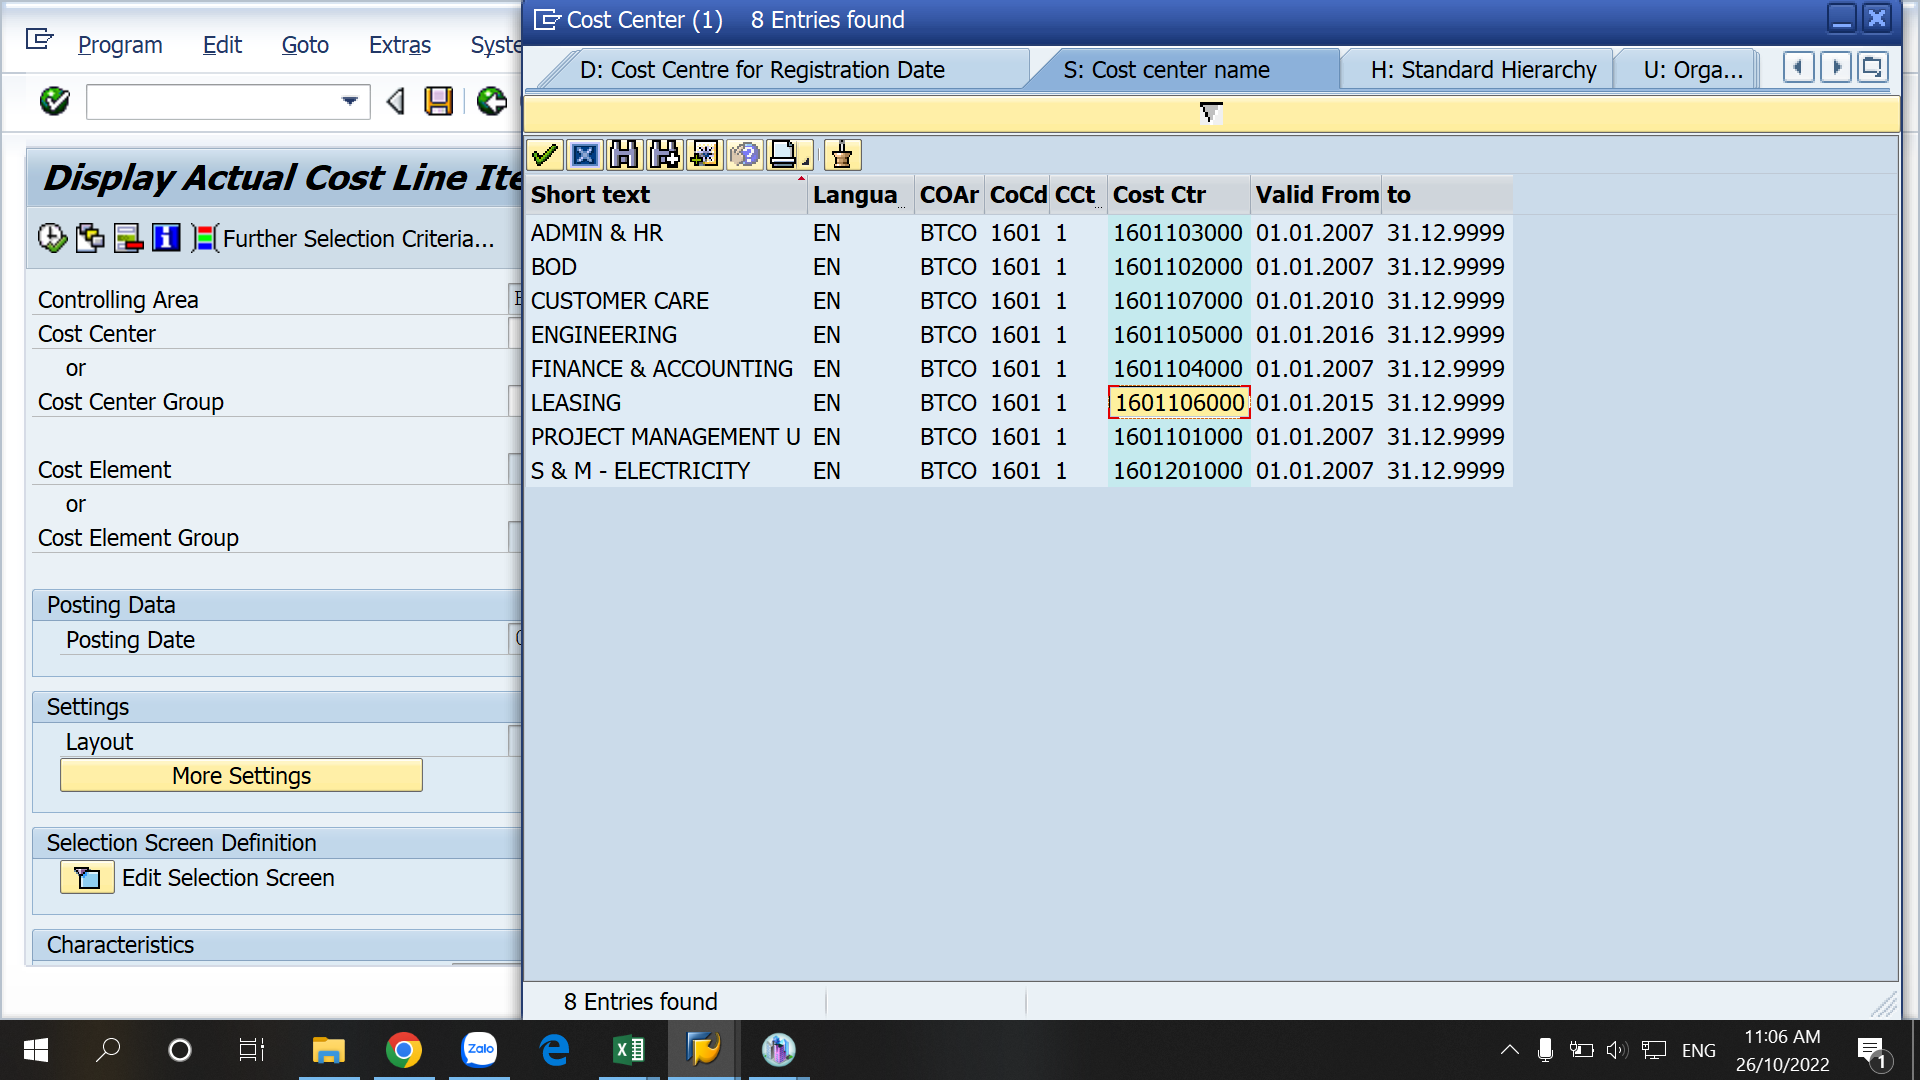 Program Edit Goto Extras Syste
Display Actual Cost Line Ite
Further Selection Criteria...
Controlling Area
Cost Center
or
Cost Center Group
Cost Element
or
Cost Element Group
Posting Data
Posting Date
Settings
Layout
More Settings
Selection Screen Definition
Edit Selection Screen
Characteristics
Cost Center (1) 8 Entries found
D: Cost Centre for Registration Date S: Cost center name H: Standard Hierarchy U: Orga...
Short text Langua.. COAr CoCd CCt.. Cost Ctr Valid From to
ADMIN & HR EN BTCO 1601 1 1601103000 01.01.2007 31.12.9999
BOD EN BTCO 1601 1 1601102000 01.01.2007 31.12.9999
CUSTOMER CARE EN BTCO 1601 1 1601107000 01.01.2010 31.12.9999
ENGINEERING EN BTCO 1601 1 1601105000 01.01.2016 31.12.9999
FINANCE & ACCOUNTING EN BTCO 1601 1 1601104000 01.01.2007 31.12.9999
LEASING EN BTCO 1601 1 1601106000 01.01.2015 31.12.9999
PROJECT MANAGEMENT U EN BTCO 1601 1 1601101000 01.01.2007 31.12.9999
S & M - ELECTRICITY EN BTCO 1601 1 1601201000 01.01.2007 31.12.9999
8 Entries found
Zalo
ENG
11:06 AM
26/10/2022
1